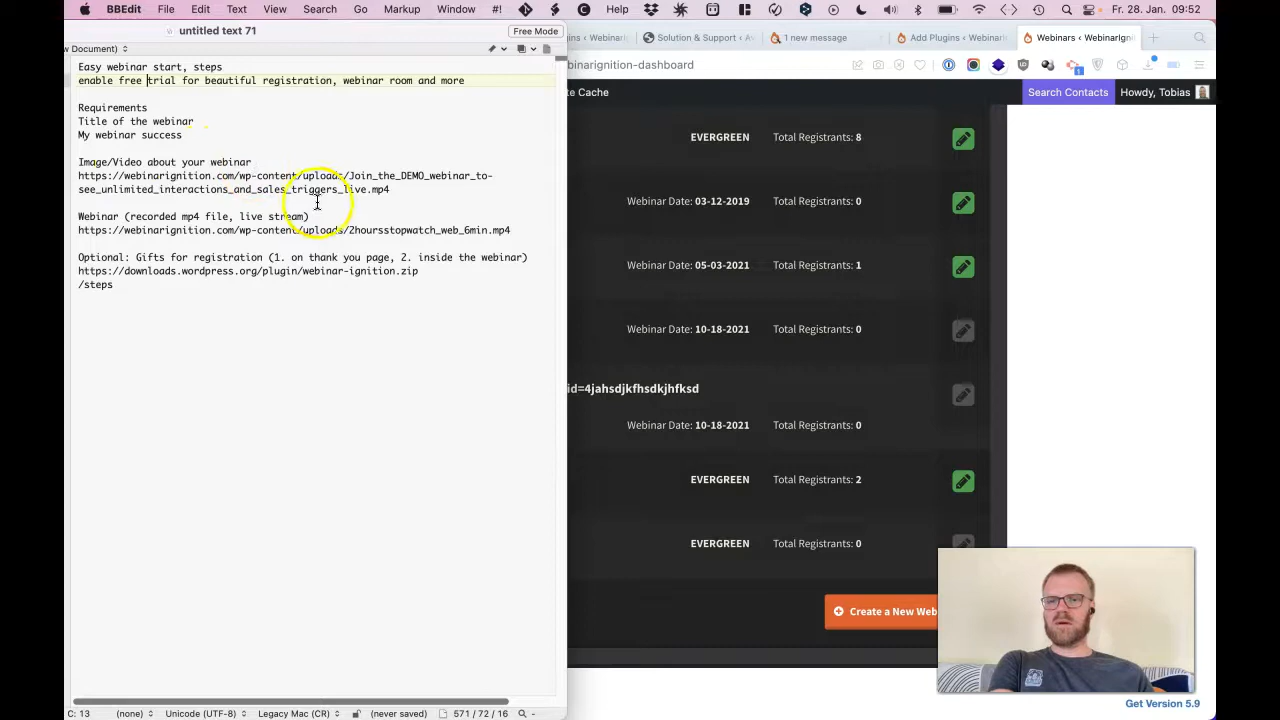 BBEdit File Edit Text View Search Go Markup Window #! Help Fr. 28. Jan. 09:52
untitled text 71
Free Mode
Solution & Support
1 new message
Add Plugins ‹ Webinar
Webinars ‹ WebinarIgn
w Document)
binarignition-dashboard
te Cache
Search Contacts
Howdy, Tobias
Easy webinar start, steps
enable free trial for beautiful registration, webinar room and more
Requirements
Title of the webinar
My webinar success
Image/Video about your webinar
https://webinarignition.com/wp-content/uploads/Join_the_DEMO_webinar_to-
see_unlimited_interactions_and_sales_triggers_live.mp4
Webinar (recorded mp4 file, live stream)
https://webinarignition.com/wp-content/uploads/2hoursstopwatch_web_6min.mp4
Optional: Gifts for registration (1. on thank you page, 2. inside the webinar)
https://downloads.wordpress.org/plugin/webinar-ignition.zip
/steps
EVERGREEN Total Registrants: 8
Webinar Date: 03-12-2019 Total Registrants: 0
Webinar Date: 05-03-2021 Total Registrants: 1
Webinar Date: 10-18-2021 Total Registrants: 0
id=4jahsdjkfhsdkjhfksd
Webinar Date: 10-18-2021 Total Registrants: 0
EVERGREEN Total Registrants: 2
EVERGREEN Total Registrants: 0
Create a New Web
Get Version 5.9
C: 13 (none) Unicode (UTF-8) Legacy Mac (CR) (never saved) 571 / 72 / 16